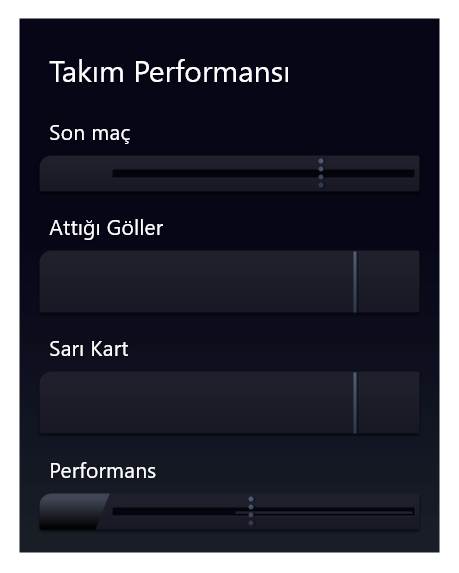 Takım Performansı
Son maç
Attığı Göller
Sarı Kart
Performans